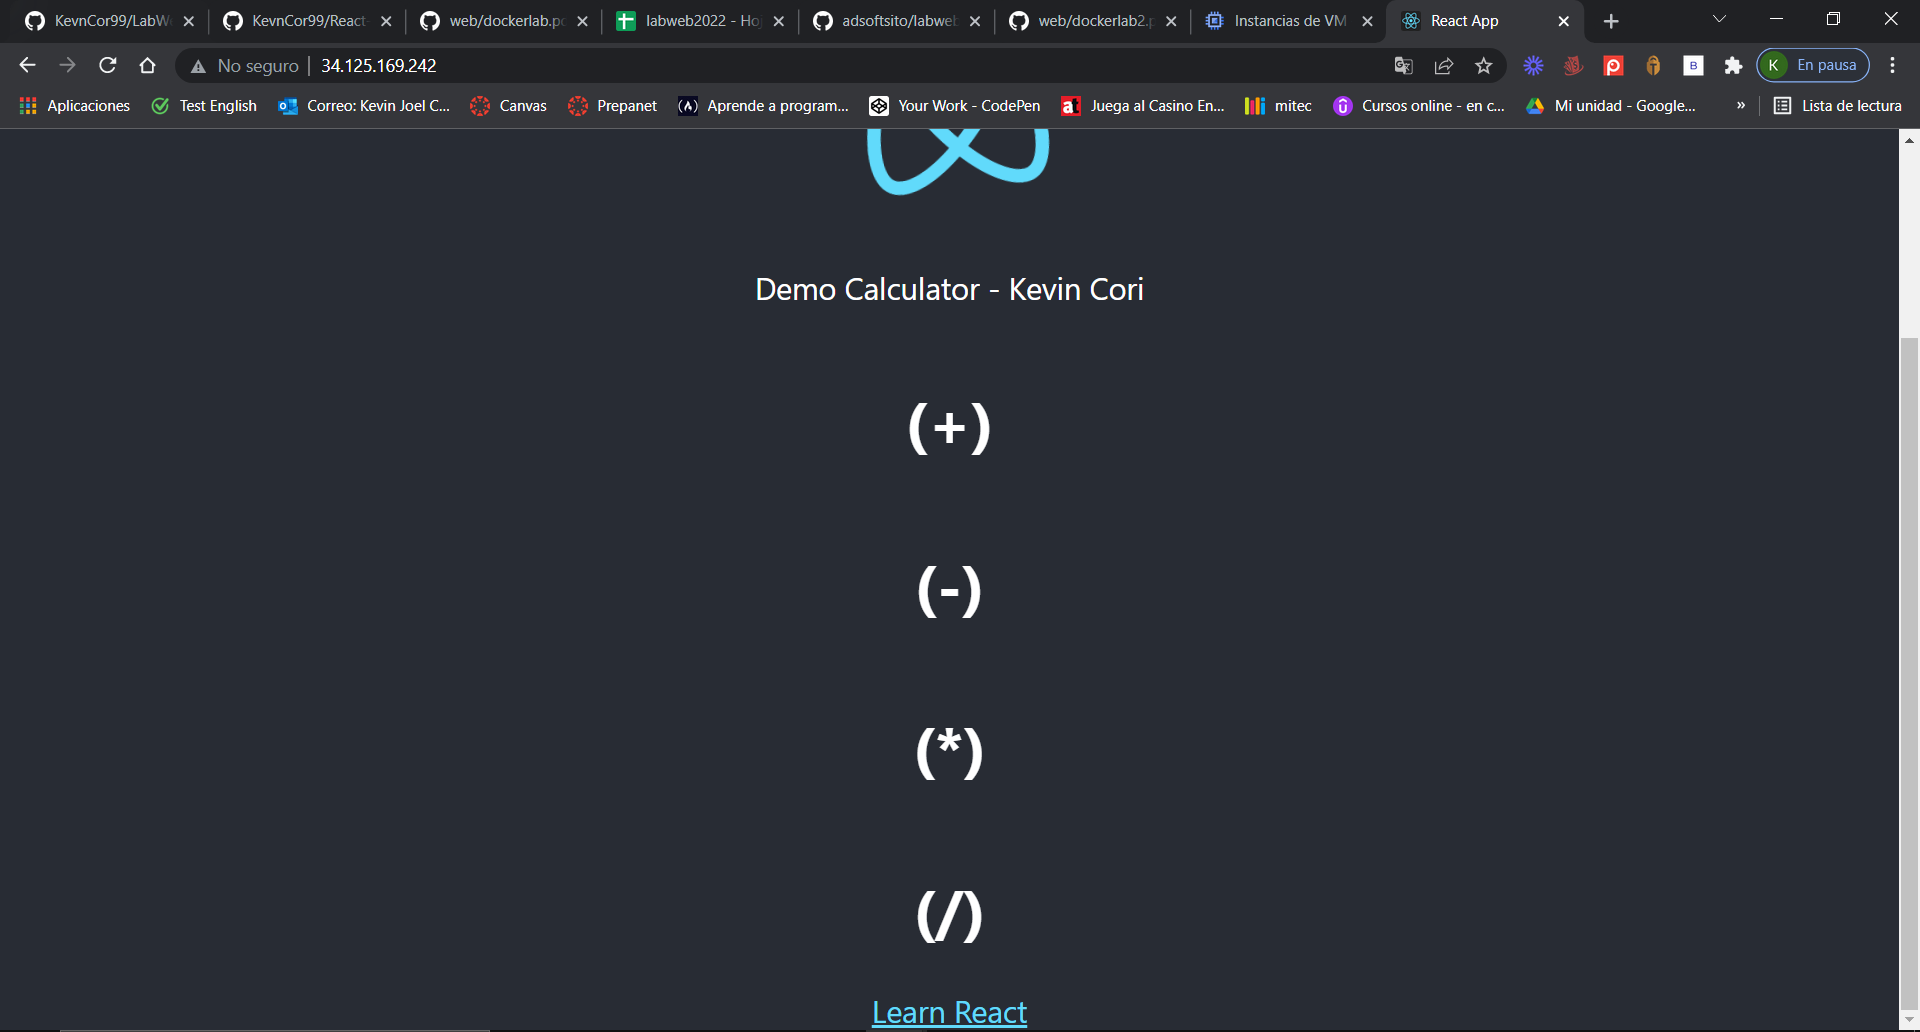 KevnCor99/LabW
KevnCor99/React-
web/dockerlab.p
labweb2022 - Hoj
adsoftsito/labweb
web/dockerlab2.p
Instancias de VM
React App
No seguro
34.125.169.242
K
En pausa
Aplicaciones
Test English
Correo: Kevin Joel C...
Canvas
Prepanet
Aprende a program...
Your Work - CodePen
Juega al Casino En...
mitec
Cursos online - en c...
Mi unidad - Google...
»
Lista de lectura
Demo Calculator - Kevin Cori
(+)
(-)
(*)
(/)
Learn React